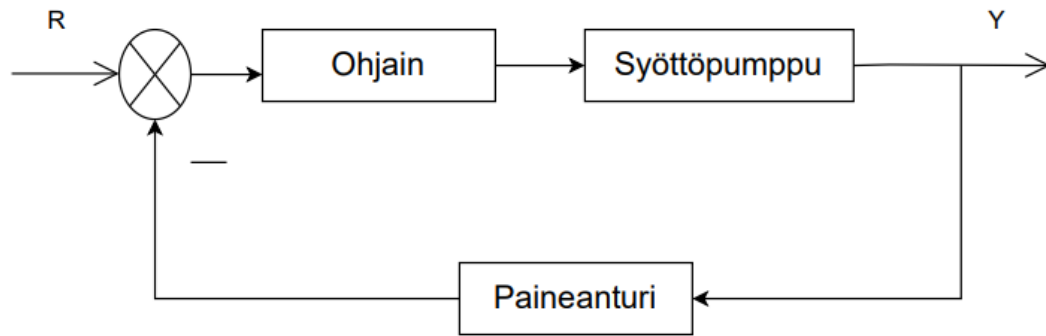 R
Y
Ohjain
Syöttöpumppu
—
Paineanturi